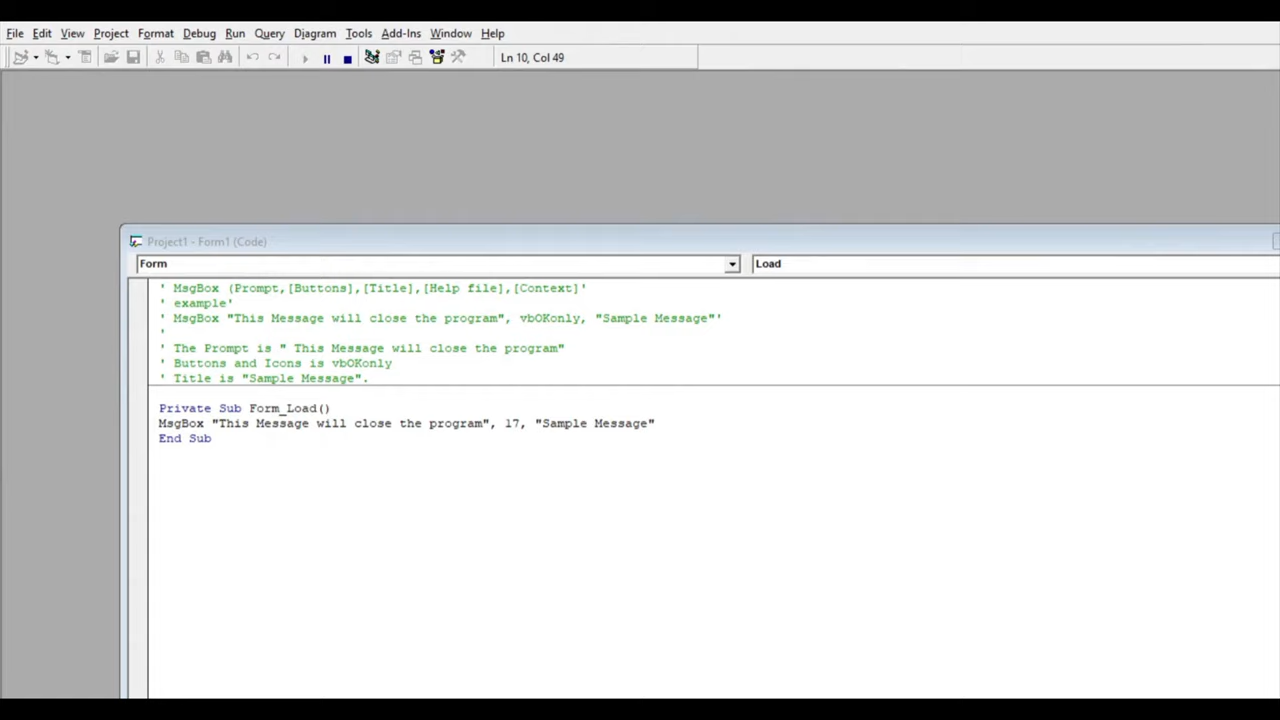 File Edit View Project Format Debug Run Query Diagram Tools Add-Ins Window Help
Ln 10, Col 49
Project1 - Form1 (Code)
Form Load
' MsgBox (Prompt,[Buttons],[Title],[Help file],[Context]'
' example'
' MsgBox "This Message will close the program", vbOKonly, "Sample Message"'
'
' The Prompt is " This Message will close the program"
' Buttons and Icons is vbOKonly
' Title is "Sample Message".
Private Sub Form_Load()
MsgBox "This Message will close the program", 17, "Sample Message"
End Sub